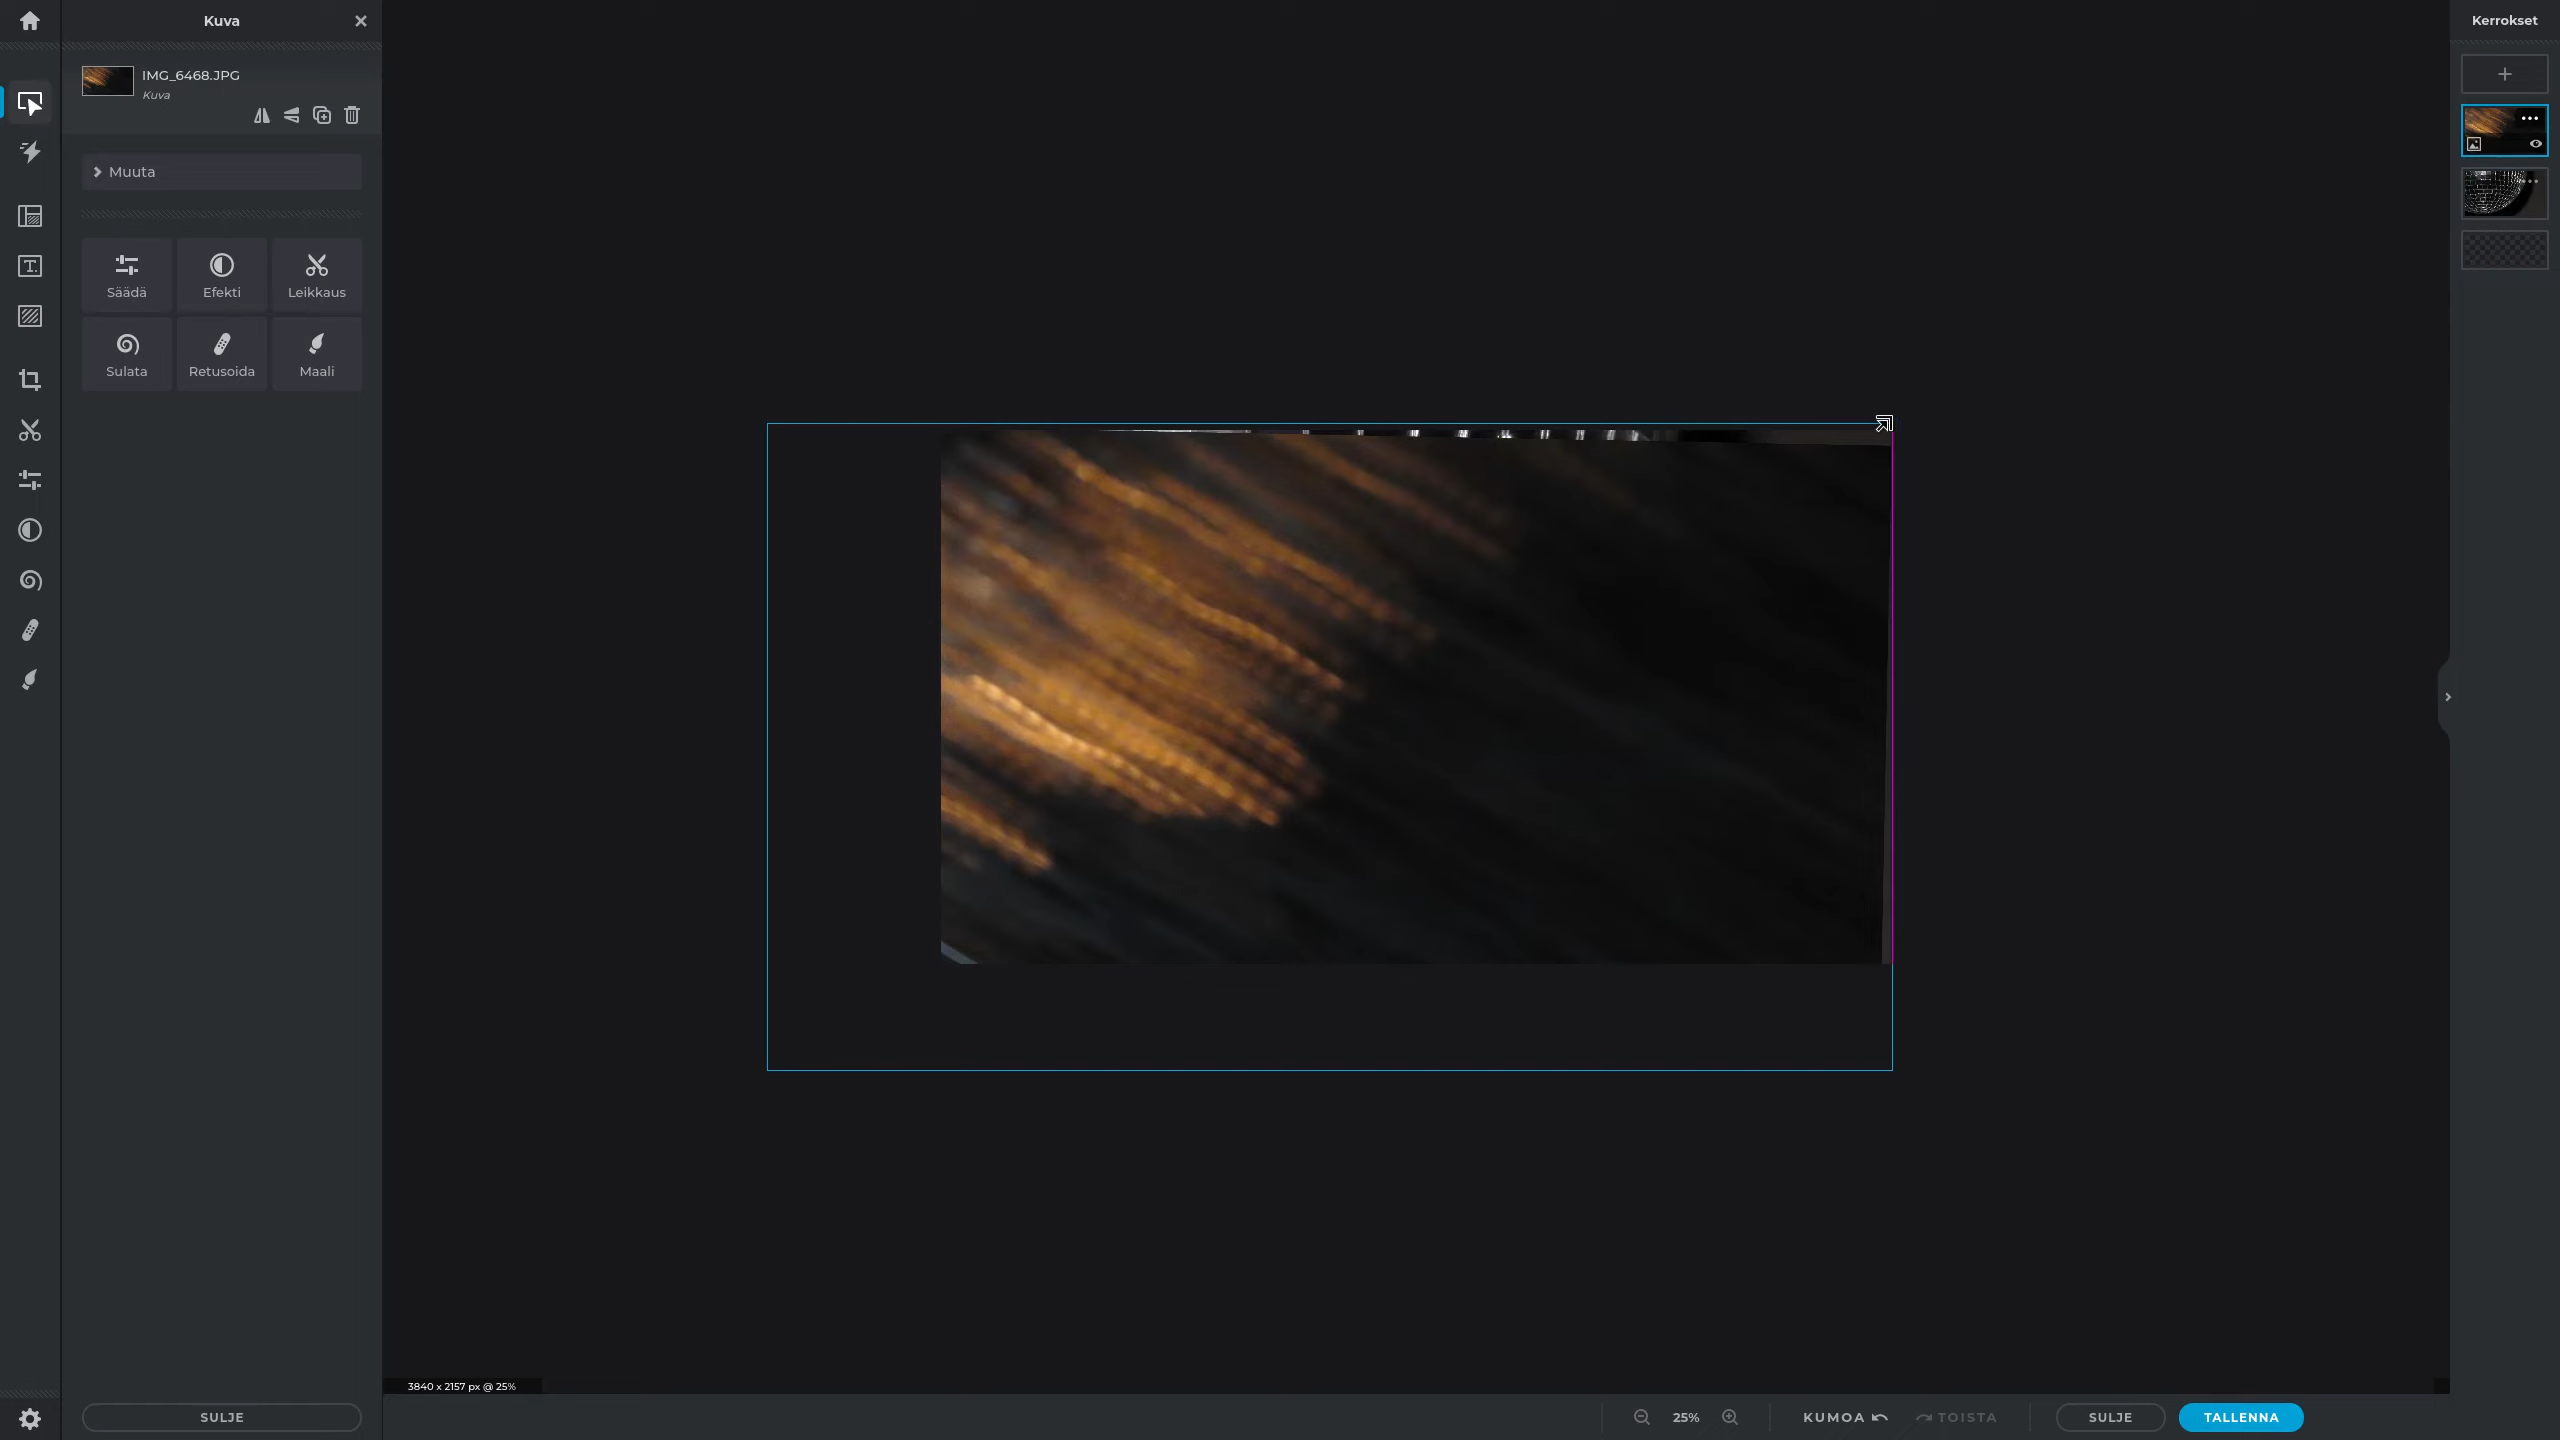 Kuva
Kerrokset
IMG_6468.JPG
Kuva
Muuta
Säädä
Efekti
Leikkaus
Sulata
Retusoida
Maali
3840 x 2157 px @ 25%
SULJE
25%
KUMOA
TOISTA
SULJE
TALLENNA